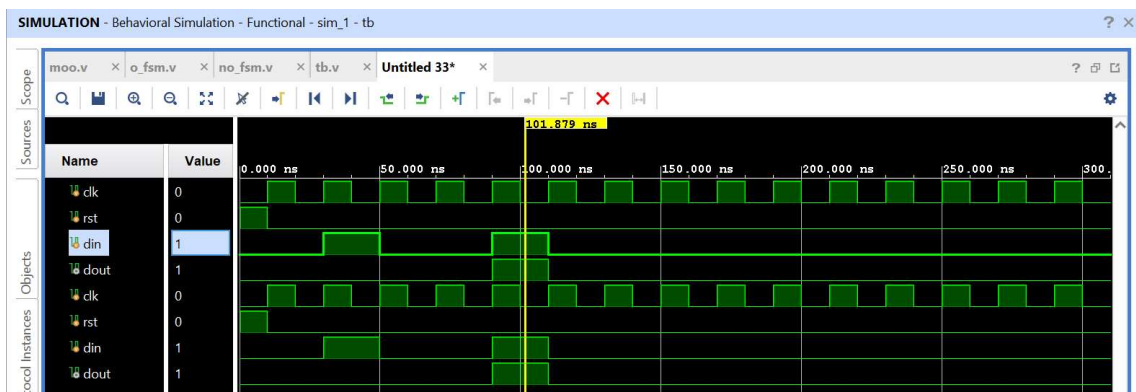 SIMULATION - Behavioral Simulation - Functional - sim_1 - tb
? ×
Scope
Sources
Objects
ocol Instances
moo.v × o_fsm.v × no_fsm.v × tb.v × Untitled 33* ×
?
101.879 ns
Name Value
0.000 ns 50.000 ns 100.000 ns 150.000 ns 200.000 ns 250.000 ns 300.
clk 0
rst 0
din 1
dout 1
clk 0
rst 0
din 1
dout 1